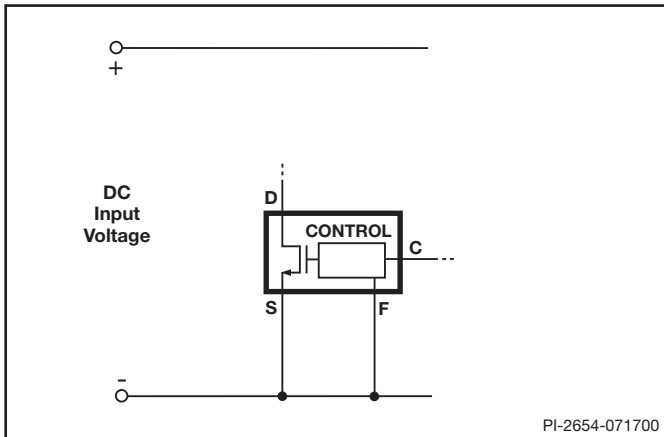 +
DC
Input
Voltage
D
CONTROL
C
S
F
-
PI-2654-071700